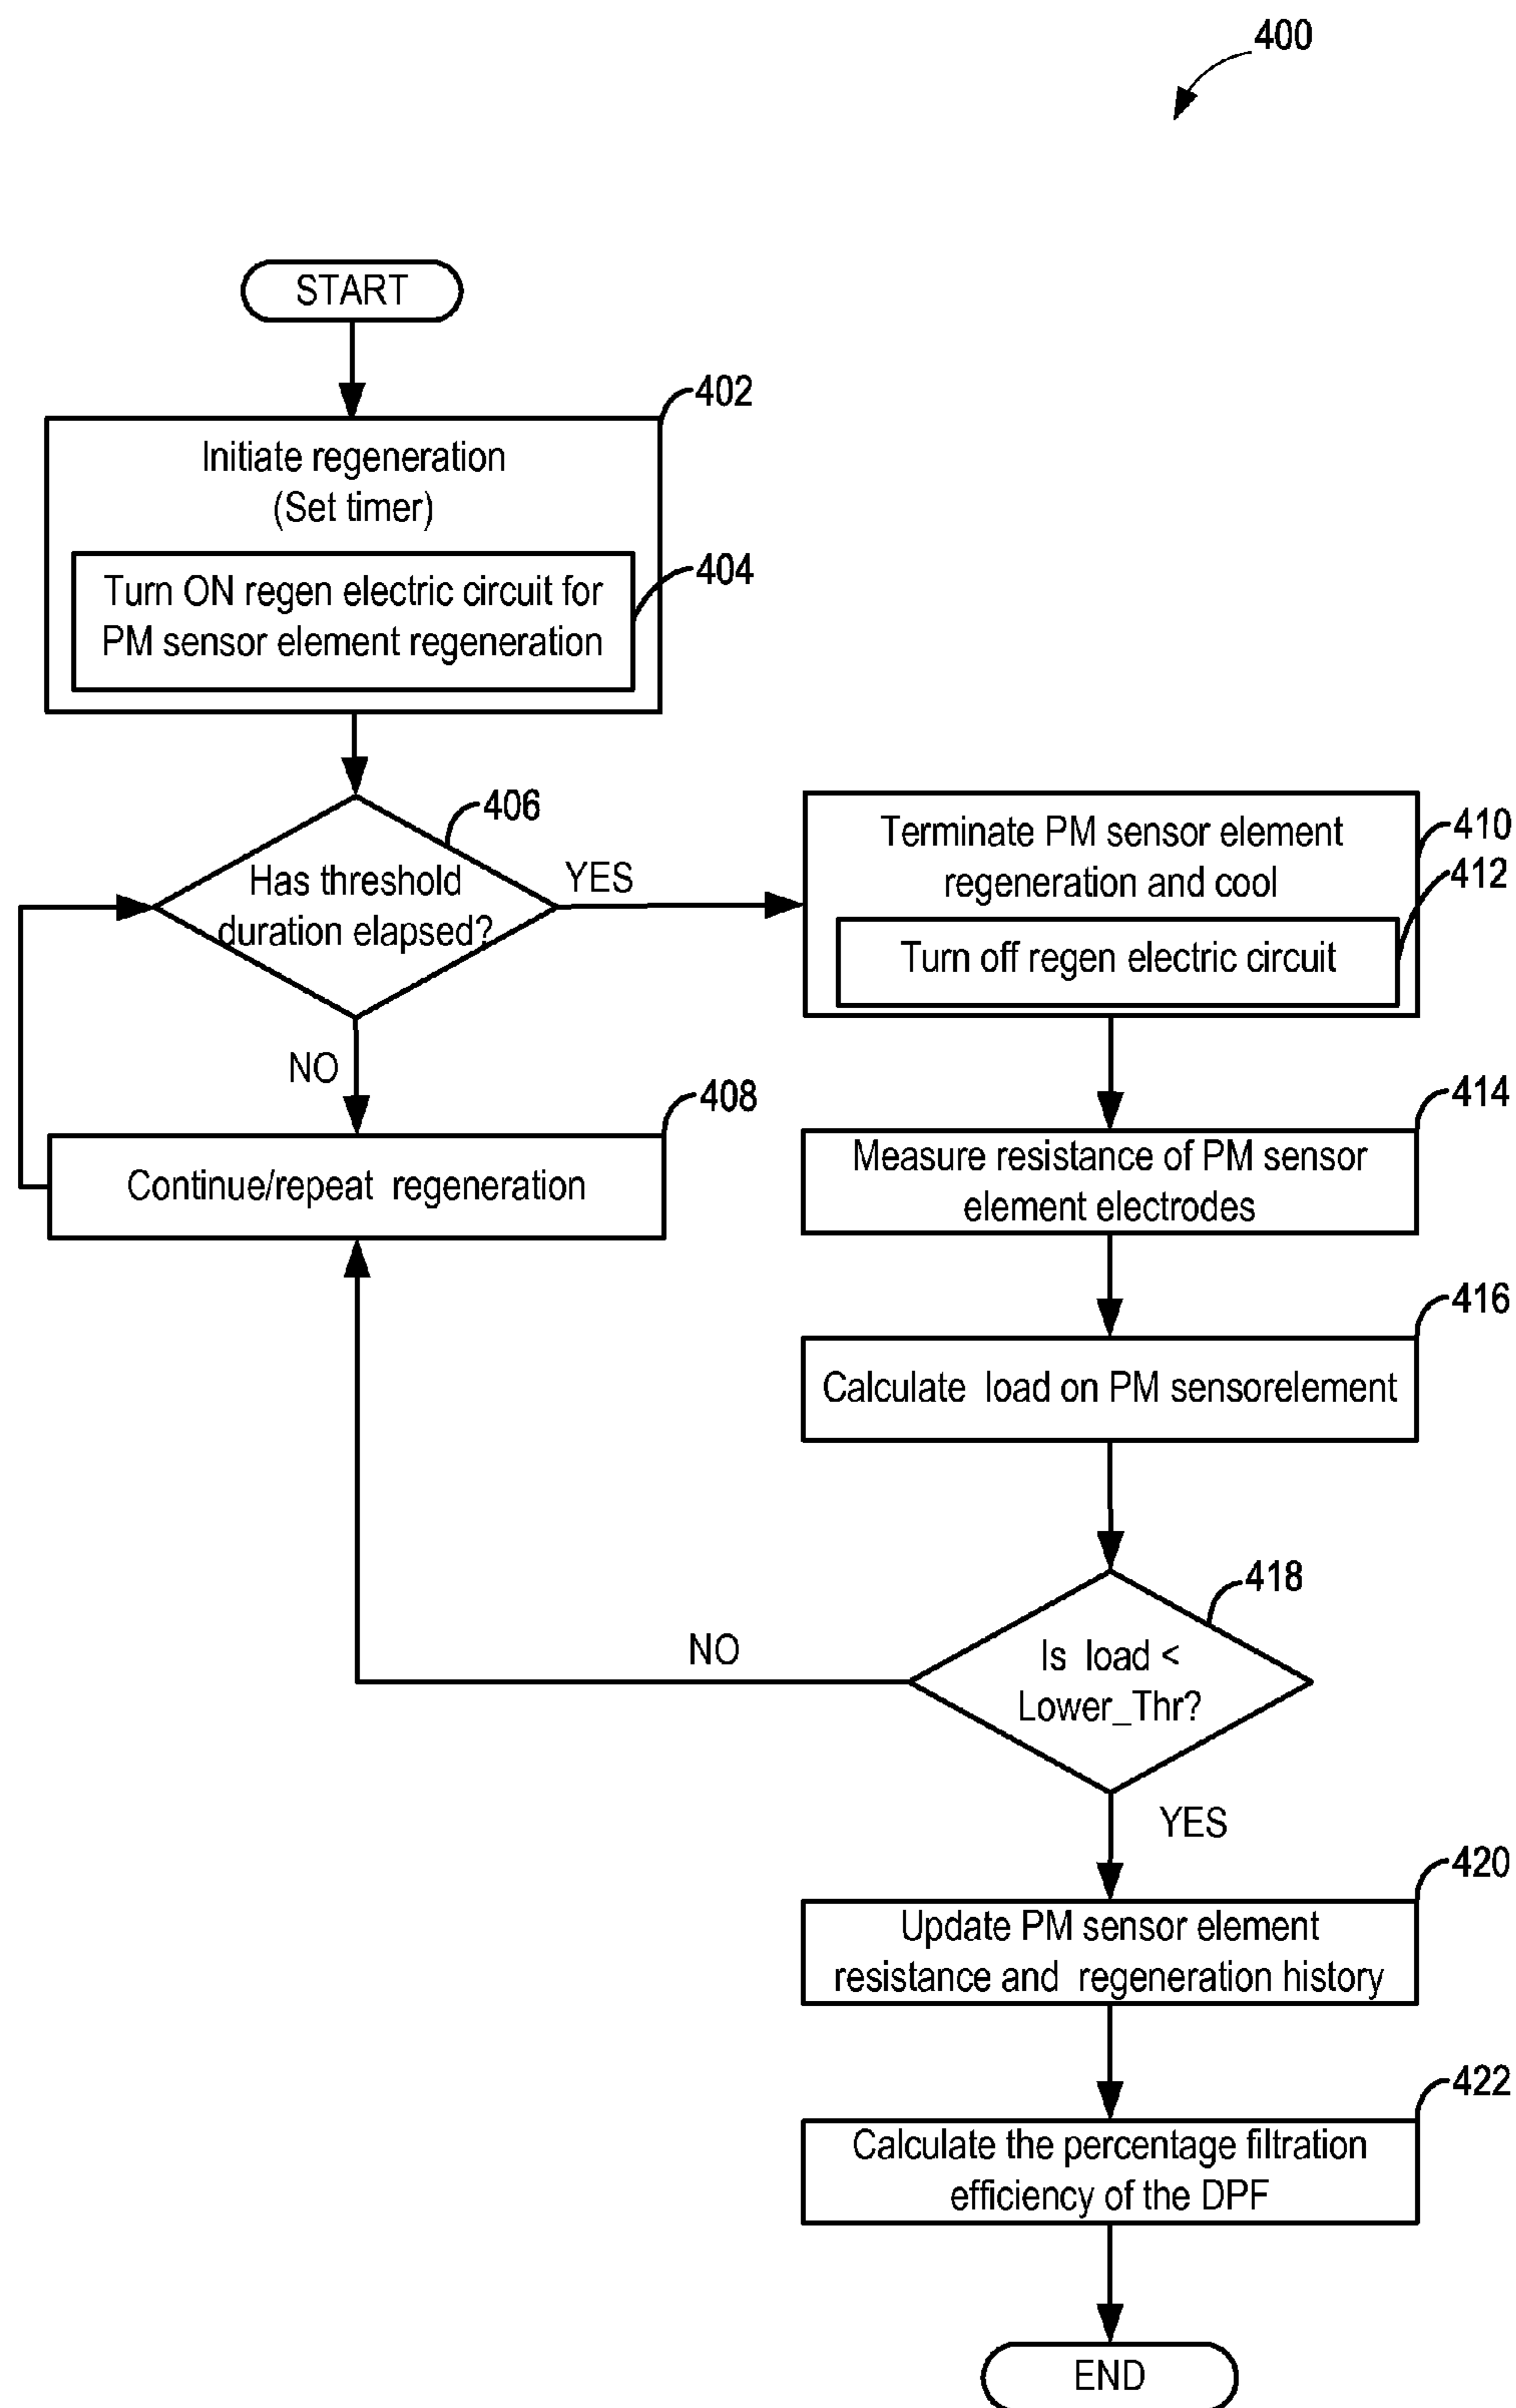 400
START
402
Initiate regeneration
(Set timer)
404
Turn ON regen electric circuit for
PM sensor element regeneration
406
Has threshold
duration elapsed?
YES
NO
408
Continue/repeat regeneration
410
Terminate PM sensor element
regeneration and cool
412
Turn off regen electric circuit
414
Measure resistance of PM sensor
element electrodes
416
Calculate load on PM sensorelement
418
Is load <
Lower_Thr?
NO
YES
420
Update PM sensor element
resistance and regeneration history
422
Calculate the percentage filtration
efficiency of the DPF
END